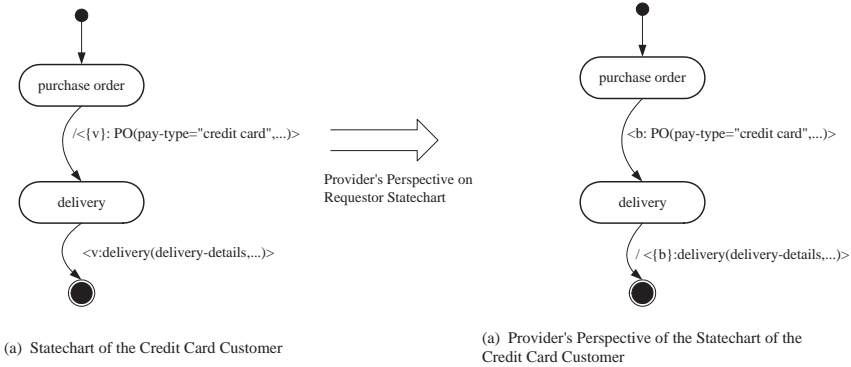 purchase order
/<{v}: PO(pay-type="credit card",...)>
delivery
<v:delivery(delivery-details,...)>
(a) Statechart of the Credit Card Customer
Provider's Perspective on
Requestor Statechart
purchase order
<b: PO(pay-type="credit card",...)>
delivery
/ <{b}:delivery(delivery-details,...)>
(a) Provider's Perspective of the Statechart of the
Credit Card Customer